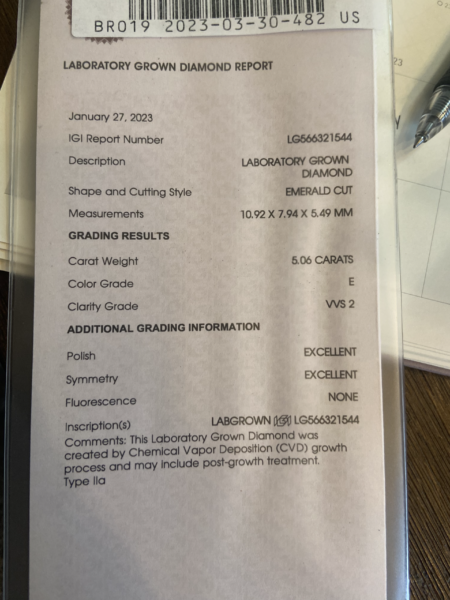 BR019 2023-03-30-482 US
LABORATORY GROWN DIAMOND REPORT
January 27, 2023
IGI Report Number LG566321544
Description LABORATORY GROWN
DIAMOND
Shape and Cutting Style EMERALD CUT
Measurements 10.92 X 7.94 X 5.49 MM
GRADING RESULTS
Carat Weight 5.06 CARATS
Color Grade E
Clarity Grade VVS 2
ADDITIONAL GRADING INFORMATION
Polish EXCELLENT
Symmetry EXCELLENT
Fluorescence NONE
Inscription(s) LABGROWN IGI LG566321544
Comments: This Laboratory Grown Diamond was
created by Chemical Vapor Deposition (CVD) growth
process and may include post-growth treatment.
Type IIa
23